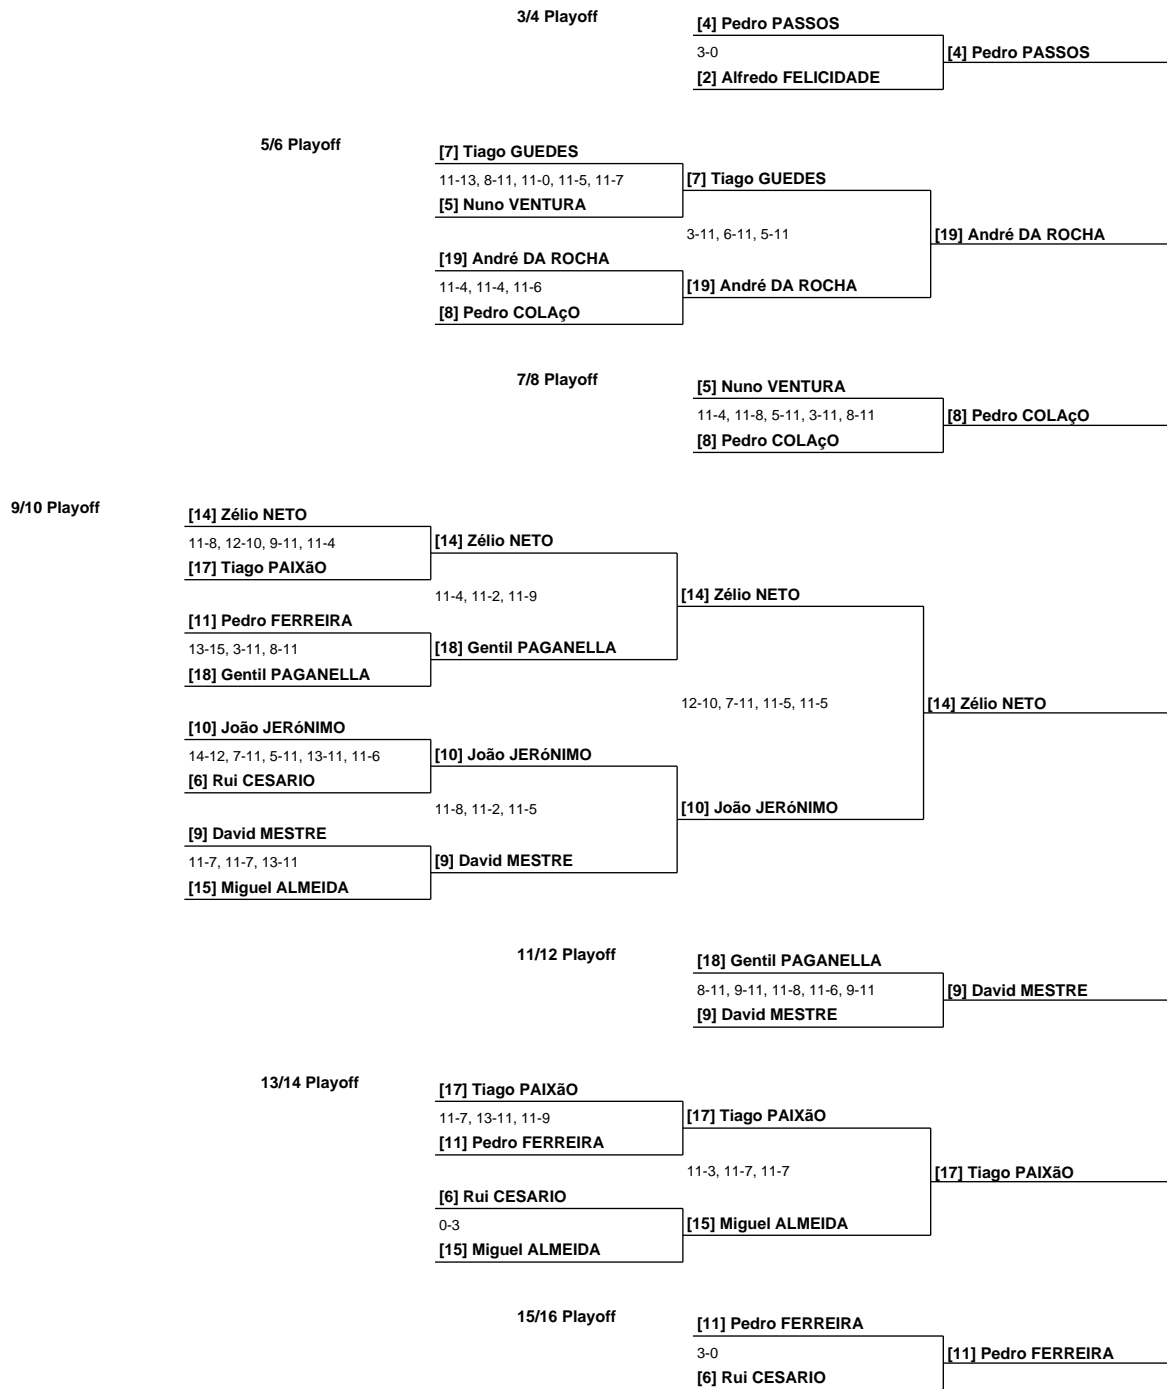 3/4 Playoff
[4] Pedro PASSOS
3-0
[4] Pedro PASSOS
[2] Alfredo FELICIDADE
5/6 Playoff
[7] Tiago GUEDES
11-13, 8-11, 11-0, 11-5, 11-7
[7] Tiago GUEDES
[5] Nuno VENTURA
3-11, 6-11, 5-11
[19] André DA ROCHA
[19] André DA ROCHA
11-4, 11-4, 11-6
[19] André DA ROCHA
[8] Pedro COLAçO
7/8 Playoff
[5] Nuno VENTURA
11-4, 11-8, 5-11, 3-11, 8-11
[8] Pedro COLAçO
[8] Pedro COLAçO
9/10 Playoff
[14] Zélio NETO
11-8, 12-10, 9-11, 11-4
[14] Zélio NETO
[17] Tiago PAIXãO
11-4, 11-2, 11-9
[14] Zélio NETO
[11] Pedro FERREIRA
13-15, 3-11, 8-11
[18] Gentil PAGANELLA
[18] Gentil PAGANELLA
12-10, 7-11, 11-5, 11-5
[14] Zélio NETO
[10] João JERóNIMO
14-12, 7-11, 5-11, 13-11, 11-6
[10] João JERóNIMO
[6] Rui CESARIO
11-8, 11-2, 11-5
[10] João JERóNIMO
[9] David MESTRE
11-7, 11-7, 13-11
[9] David MESTRE
[15] Miguel ALMEIDA
11/12 Playoff
[18] Gentil PAGANELLA
8-11, 9-11, 11-8, 11-6, 9-11
[9] David MESTRE
[9] David MESTRE
13/14 Playoff
[17] Tiago PAIXãO
11-7, 13-11, 11-9
[17] Tiago PAIXãO
[11] Pedro FERREIRA
11-3, 11-7, 11-7
[17] Tiago PAIXãO
[6] Rui CESARIO
0-3
[15] Miguel ALMEIDA
[15] Miguel ALMEIDA
15/16 Playoff
[11] Pedro FERREIRA
3-0
[11] Pedro FERREIRA
[6] Rui CESARIO